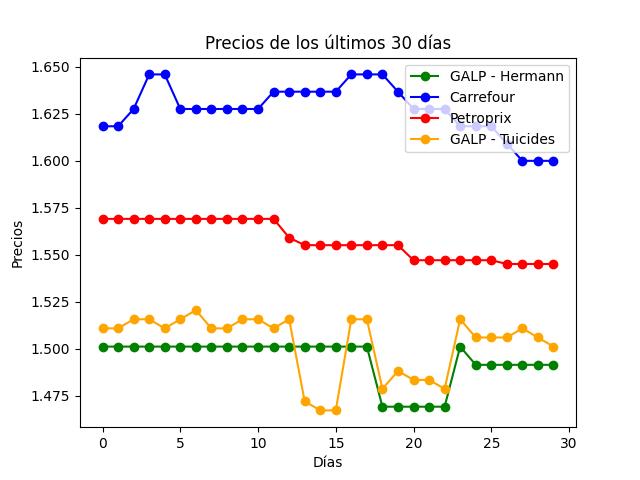 Precios de los últimos 30 días
GALP - Hermann
Carrefour
Petroprix
GALP - Tuicides
1.650
1.625
1.600
1.575
1.550
1.525
1.500
1.475
Precios
0 5 10 15 20 25 30
Días